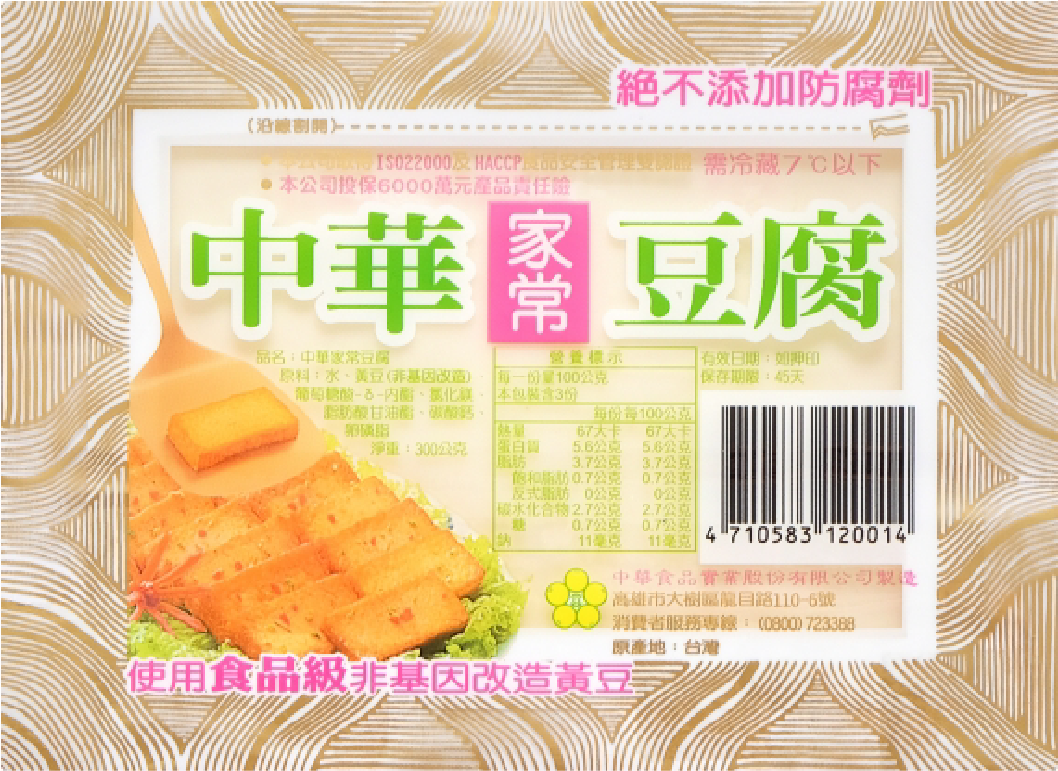 絕不添加防腐劑
(沿線割開)
ISO22000及 HACCP食品安全管理雙驗證
需冷藏7℃以下
● 本公司投保6000萬元產品責任險
中華家常豆腐
品名：中華家常豆腐
原料：水、黃豆(非基因改造)、
葡萄糖酸-δ-內酯、氯化鎂、
脂肪酸甘油酯、碳酸鈣、
卵磷脂
淨重：300公克
營養標示
每一份量100公克
本包裝含3份
每份 每100公克
熱量 67大卡 67大卡
蛋白質 5.6公克 5.6公克
脂肪 3.7公克 3.7公克
飽和脂肪 0.7公克 0.7公克
反式脂肪 0公克 0公克
碳水化合物 2.7公克 2.7公克
糖 0.7公克 0.7公克
鈉 11毫克 11毫克
有效日期：如押印
保存期限：45天
4 710583 120014
中華食品實業股份有限公司製造
高雄市大樹區龍目路110-5號
消費者服務專線：(0800)723368
原產地：台灣
使用食品級非基因改造黃豆